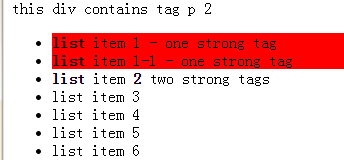 this div contains tag p 2
list item 1 - one strong tag
list item 1-1 - one strong tag
list item 2 two strong tags
list item 3
list item 4
list item 5
list item 6